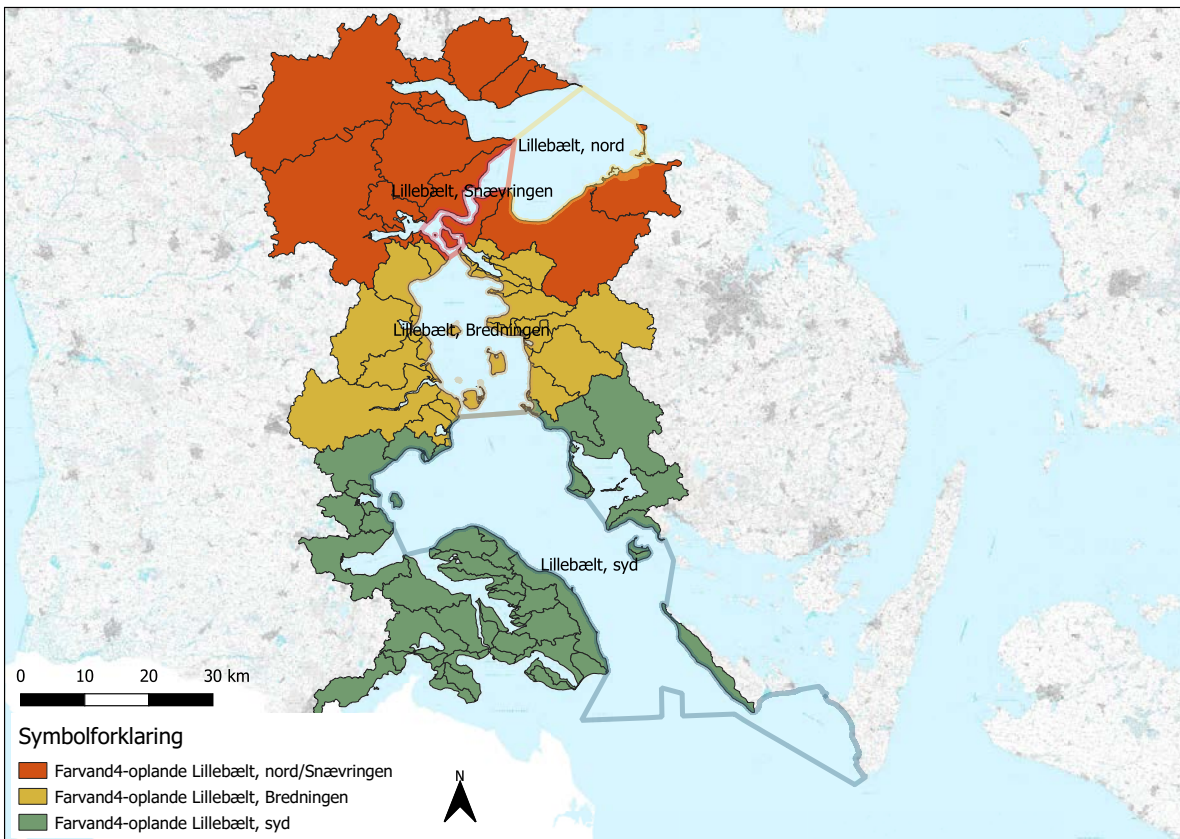 Lillebælt, nord
Lillebælt, Snævringen
Lillebælt, Bredningen
Lillebælt, syd
0 10 20 30 km
Symbolforklaring
Farvand4-oplande Lillebælt, nord/Snævringen
Farvand4-oplande Lillebælt, Bredningen
Farvand4-oplande Lillebælt, syd
N